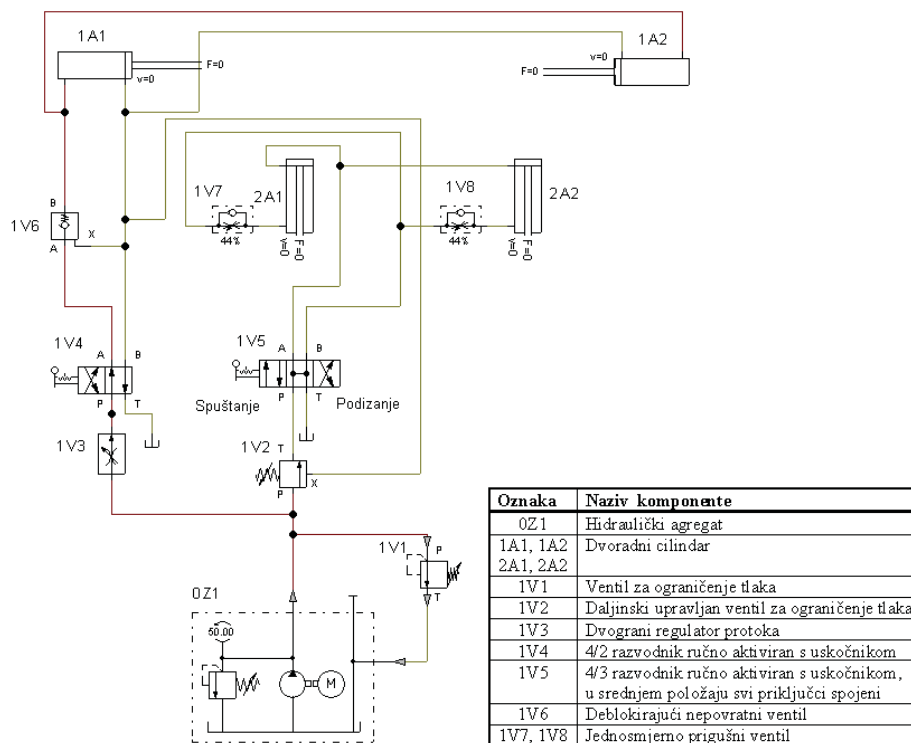 1A1
F=0
v=0
1A2
v=0
F=0
1V7
44%
2A1
v=0
F=0
1V8
44%
2A2
v=0
F=0
B
1V6
X
A
1V4
A B
P T
1V5
A B
P T
Spuštanje
Podizanje
1V3
1V2
T
X
P
1V1
P
T
0Z1
50.00
M
Oznaka Naziv komponente
0Z1 Hidraulički agregat
1A1, 1A2 Dvoradni cilindar
2A1, 2A2
1V1 Ventil za ograničenje tlaka
1V2 Daljinski upravljan ventil za ograničenje tlaka
1V3 Dvograni regulator protoka
1V4 4/2 razvodnik ručno aktiviran s uskočnikom
1V5 4/3 razvodnik ručno aktiviran s uskočnikom,
u srednjem položaju svi priključci spojeni
1V6 Deblokirajući nepovratni ventil
1V7, 1V8 Jednosmjerno prigušni ventil